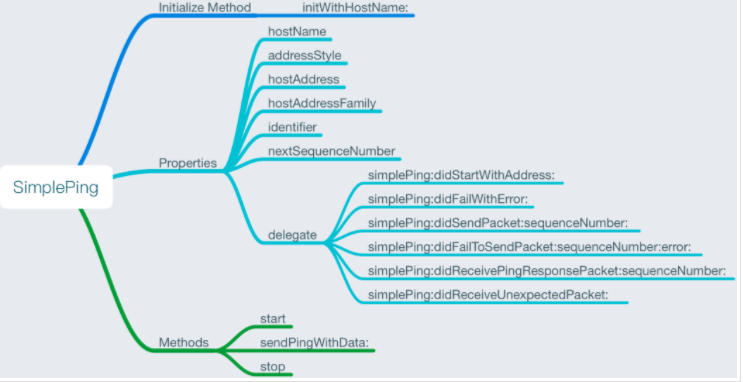 Initialize Method
initWithHostName:
hostName
addressStyle
hostAddress
hostAddressFamily
identifier
nextSequenceNumber
Properties
simplePing:didStartWithAddress:
SimplePing
simplePing:didFailWithError:
simplePing:didSendPacket:sequenceNumber:
delegate
simplePing:didFailToSendPacket:sequenceNumber:error:
simplePing:didReceivePingResponsePacket:sequenceNumber:
simplePing:didReceiveUnexpectedPacket:
start
Methods
sendPingWithData:
stop